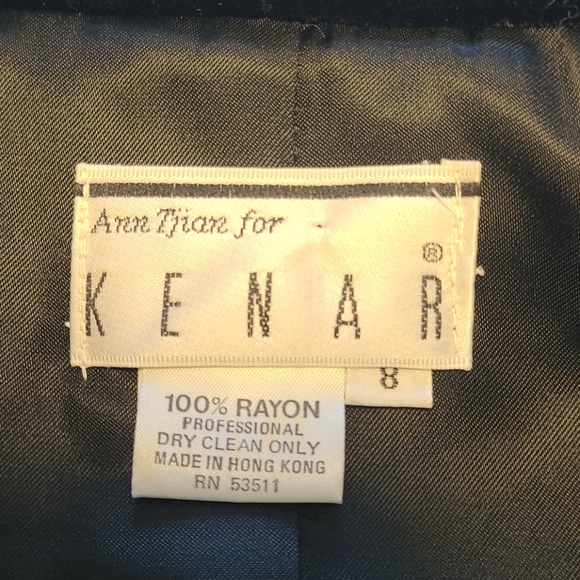 Ann Tjian for
KENAR®
8
100% RAYON
PROFESSIONAL
DRY CLEAN ONLY
MADE IN HONG KONG
RN 53511